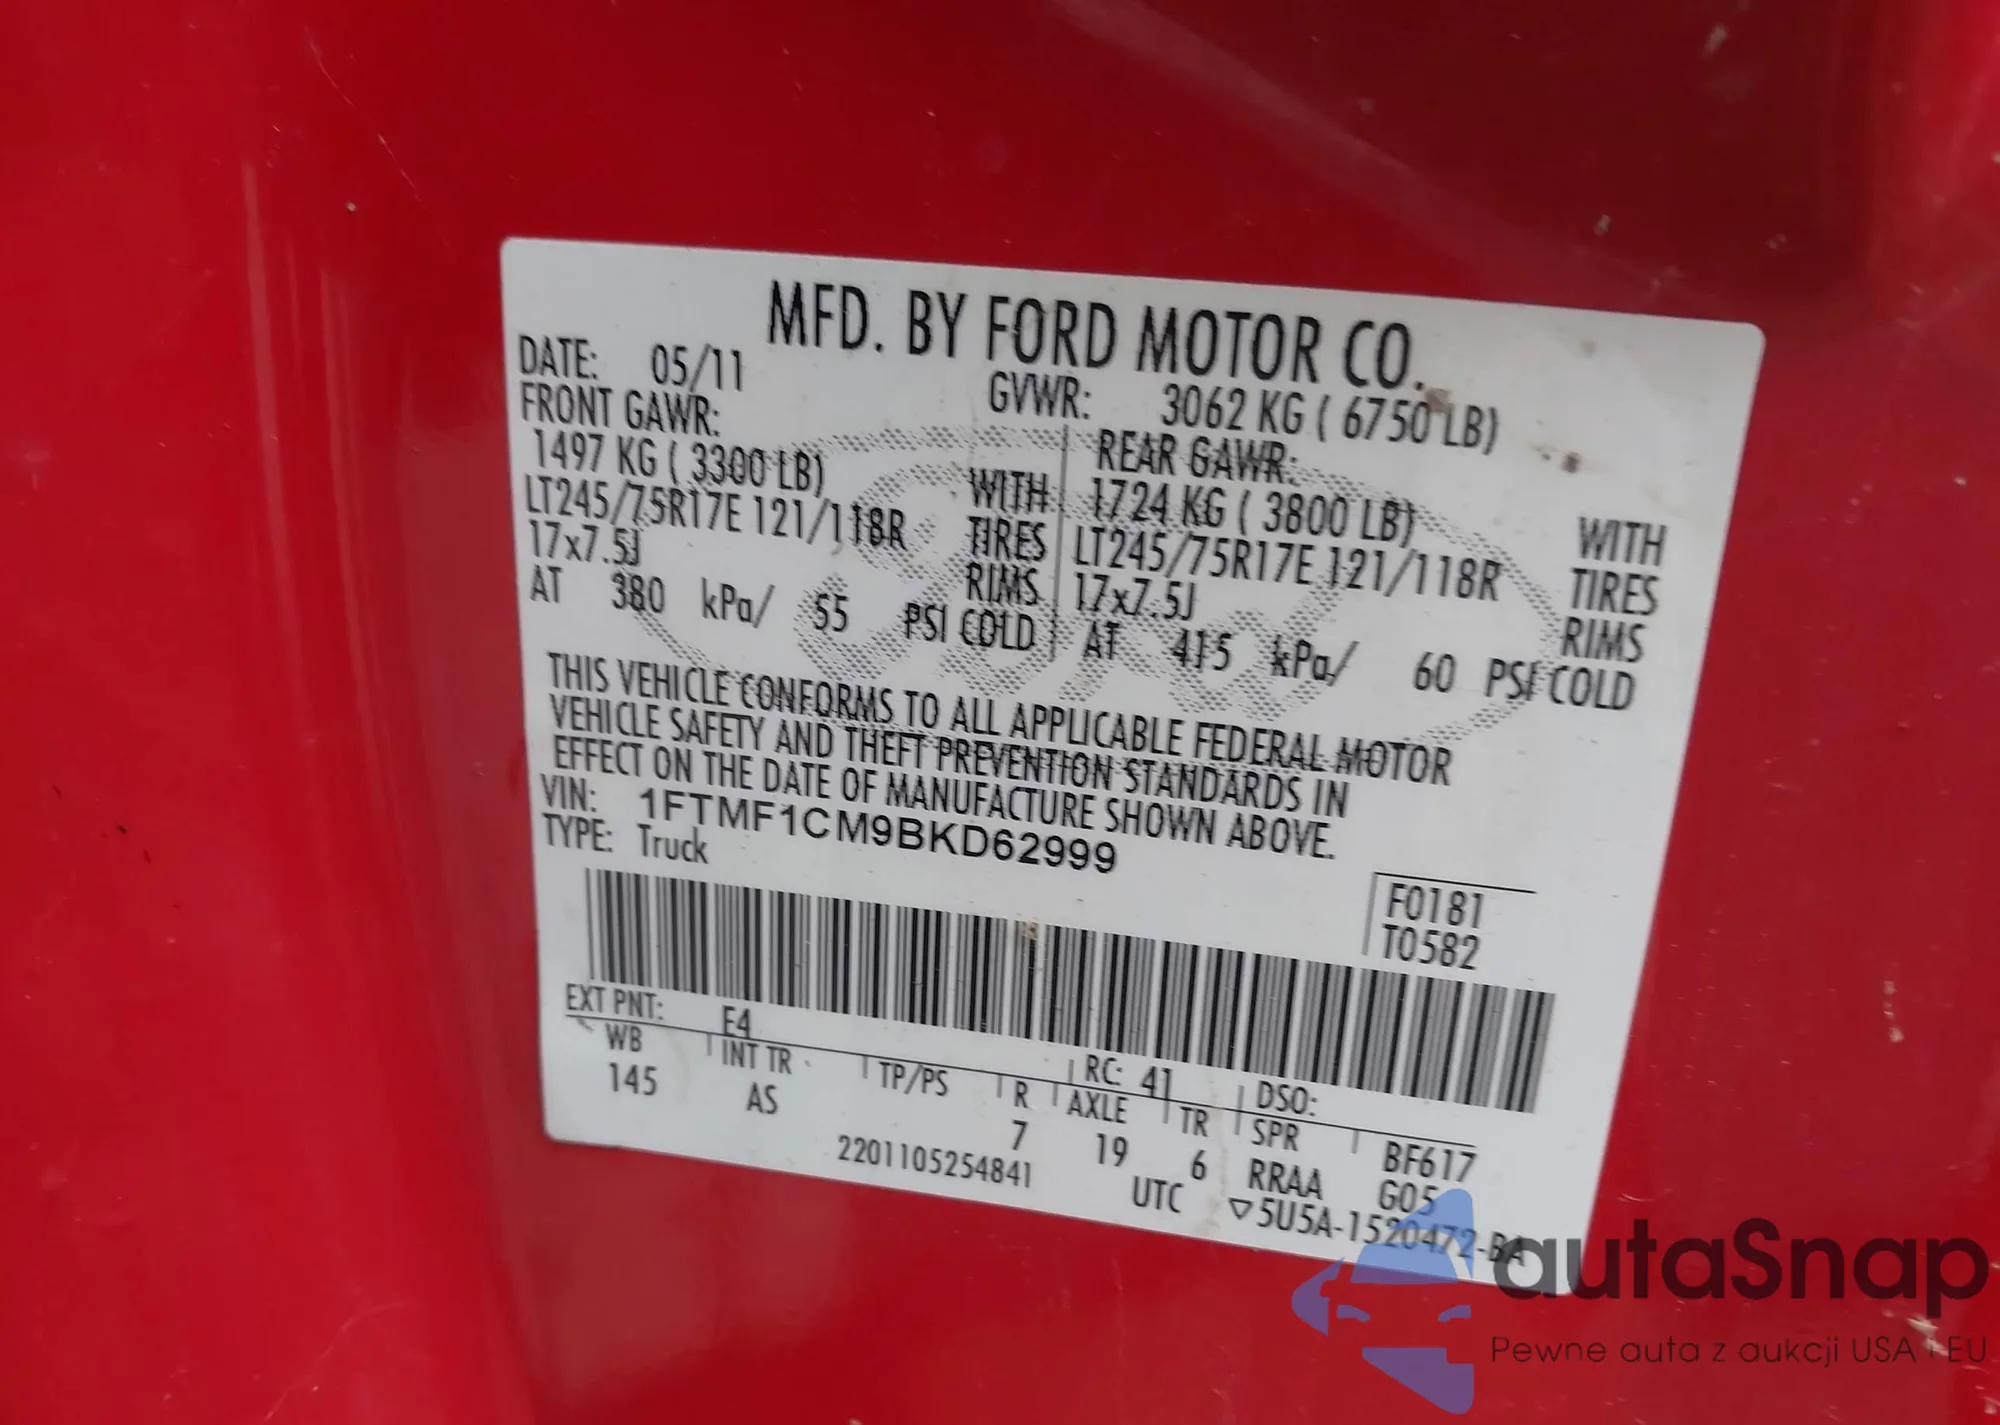 MFD. BY FORD MOTOR CO.
DATE: 05/11 GVWR: 3062 KG ( 6750 LB)
FRONT GAWR: REAR GAWR:
1497 KG ( 3300 LB) WITH 1724 KG ( 3800 LB) WITH
LT245/75R17E 121/118R TIRES LT245/75R17E 121/118R TIRES
17x7.5J RIMS 17x7.5J RIMS
AT 380 kPa/ 55 PSI COLD AT 415 kPa/ 60 PSI COLD
THIS VEHICLE CONFORMS TO ALL APPLICABLE FEDERAL MOTOR
VEHICLE SAFETY AND THEFT PREVENTION STANDARDS IN
EFFECT ON THE DATE OF MANUFACTURE SHOWN ABOVE.
VIN: 1FTMF1CM9BKD62999
TYPE: Truck
F0181
T0582
EXT PNT: E4 RC: 41 DSO:
WB INT TR TP/PS R AXLE TR SPR BF617
145 AS 7 19 6 RRAA G05
2201105254841 UTC ▽5U5A-1520472-BA
Ford
autaSnap
Pewne auta z aukcji USA i EU